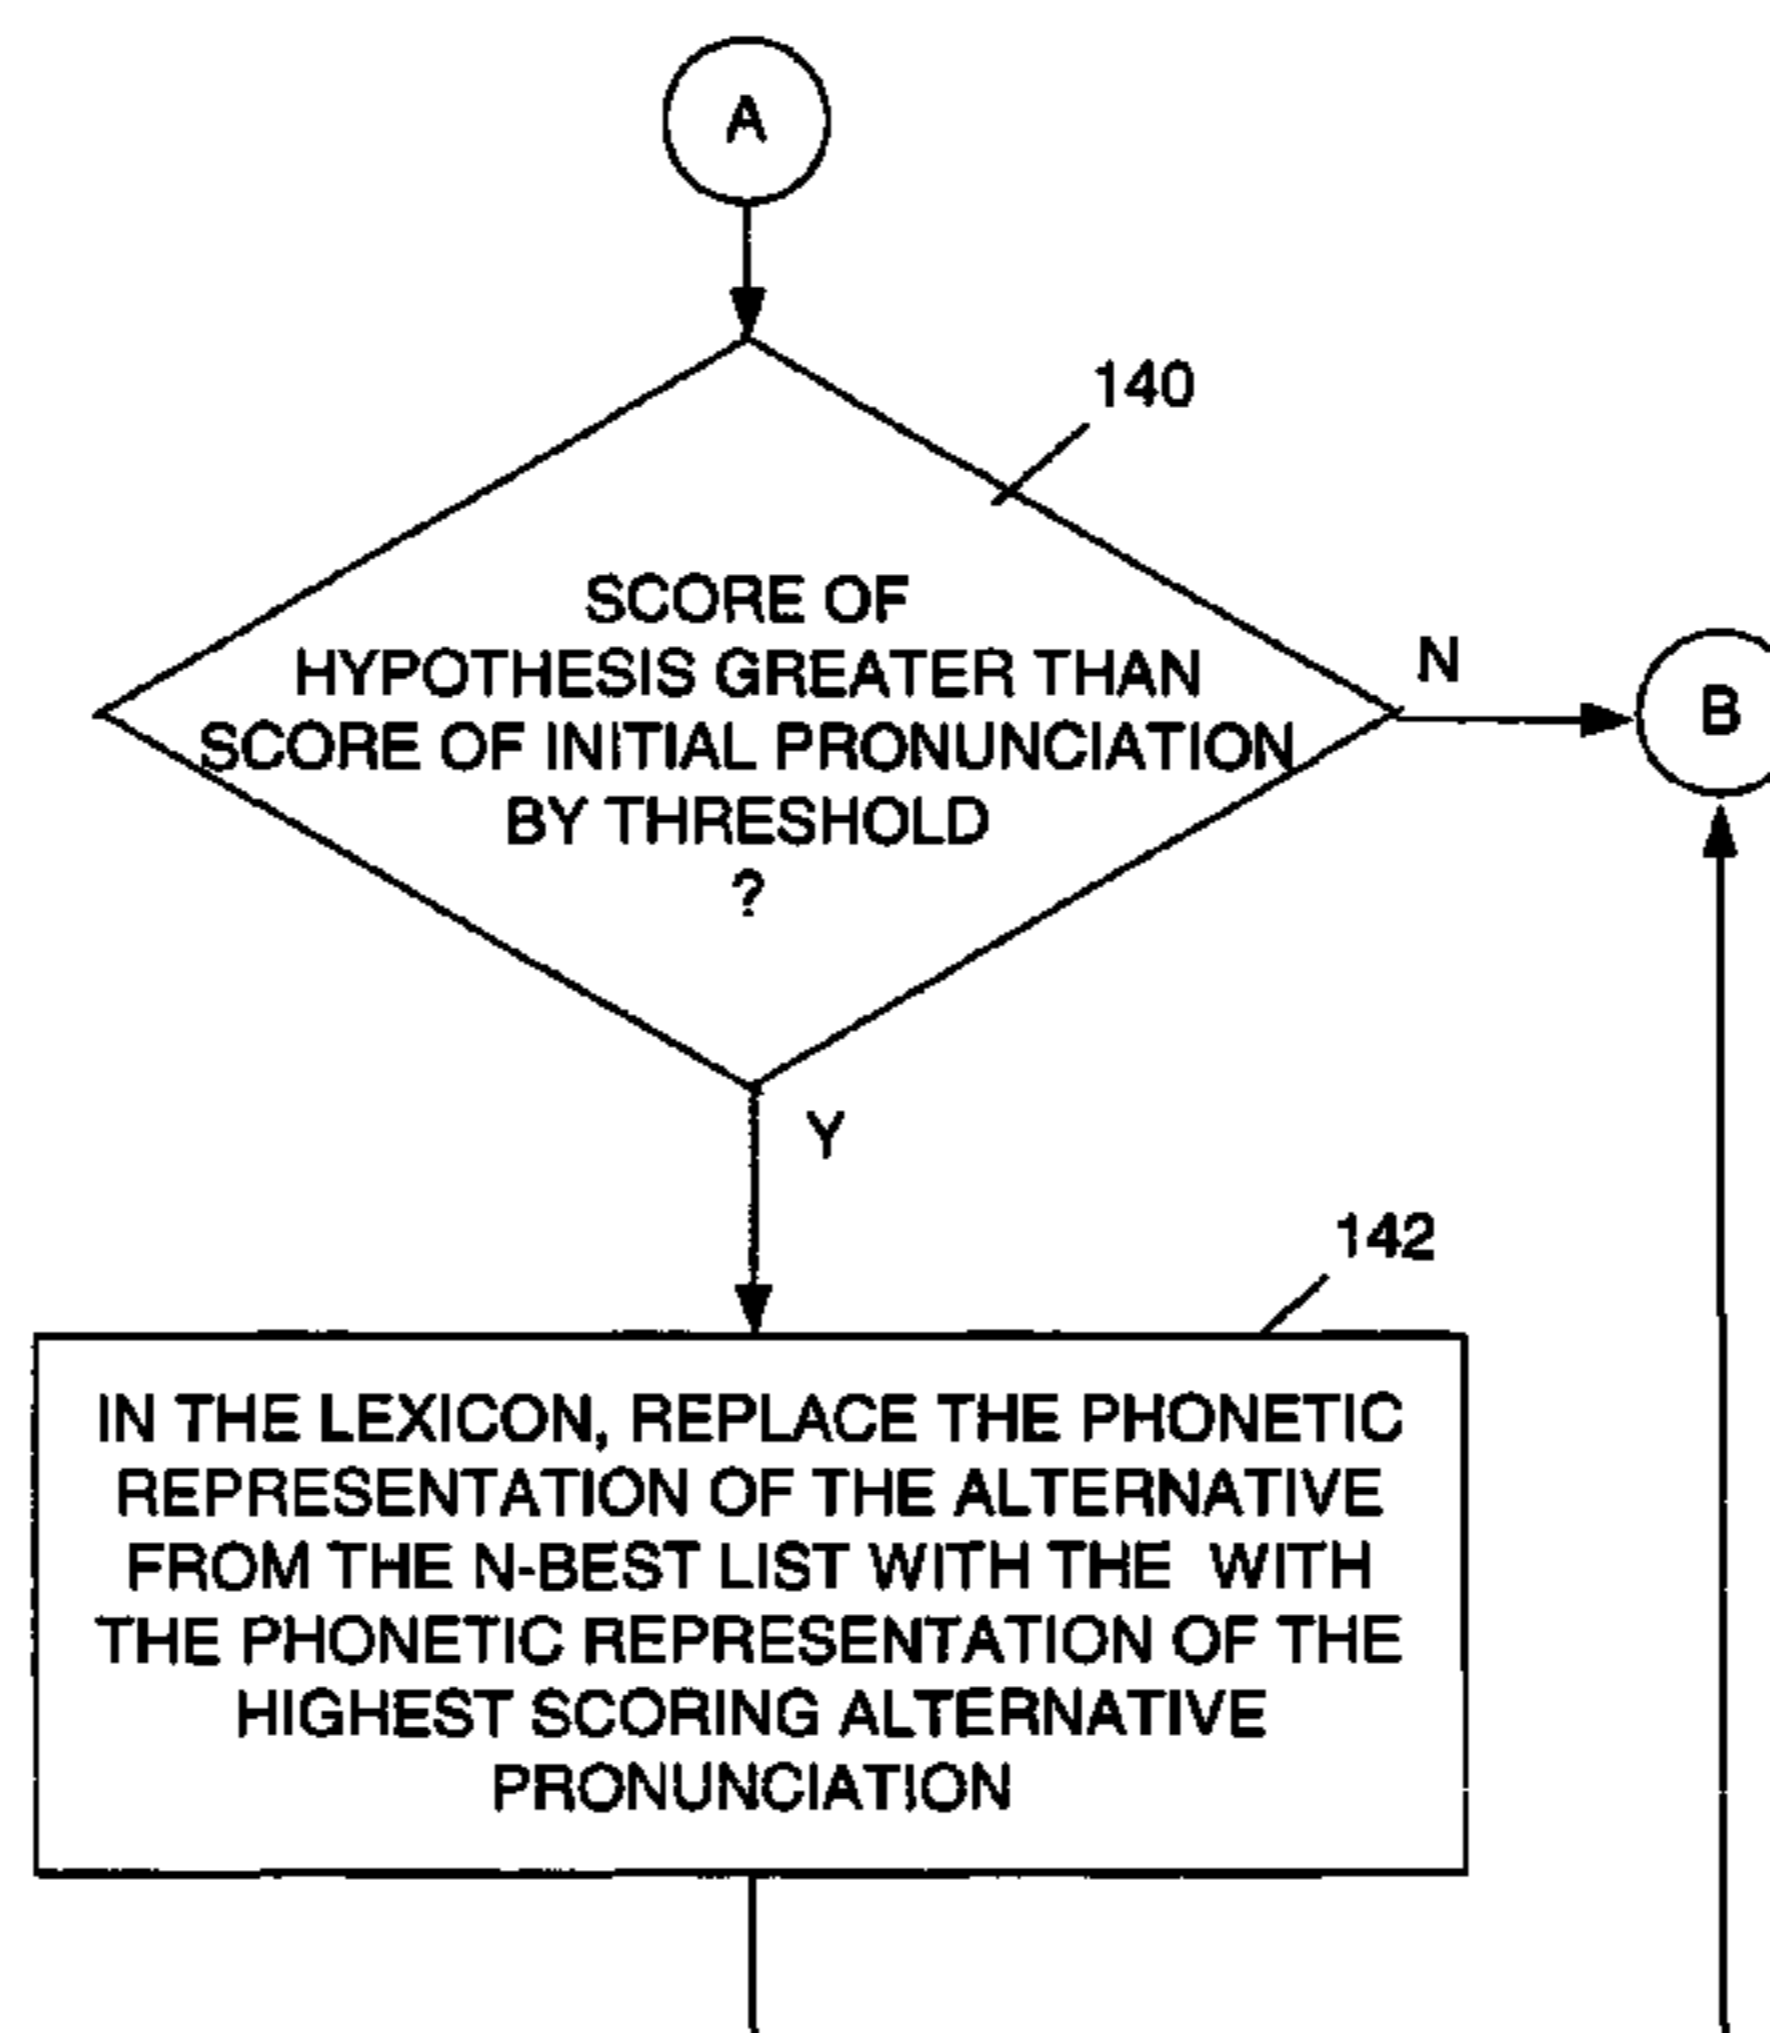 A
140
SCORE OF
HYPOTHESIS GREATER THAN
SCORE OF INITIAL PRONUNCIATION
BY THRESHOLD
?
N
B
Y
142
IN THE LEXICON, REPLACE THE PHONETIC
REPRESENTATION OF THE ALTERNATIVE
FROM THE N-BEST LIST WITH THE WITH
THE PHONETIC REPRESENTATION OF THE
HIGHEST SCORING ALTERNATIVE
PRONUNCIATION